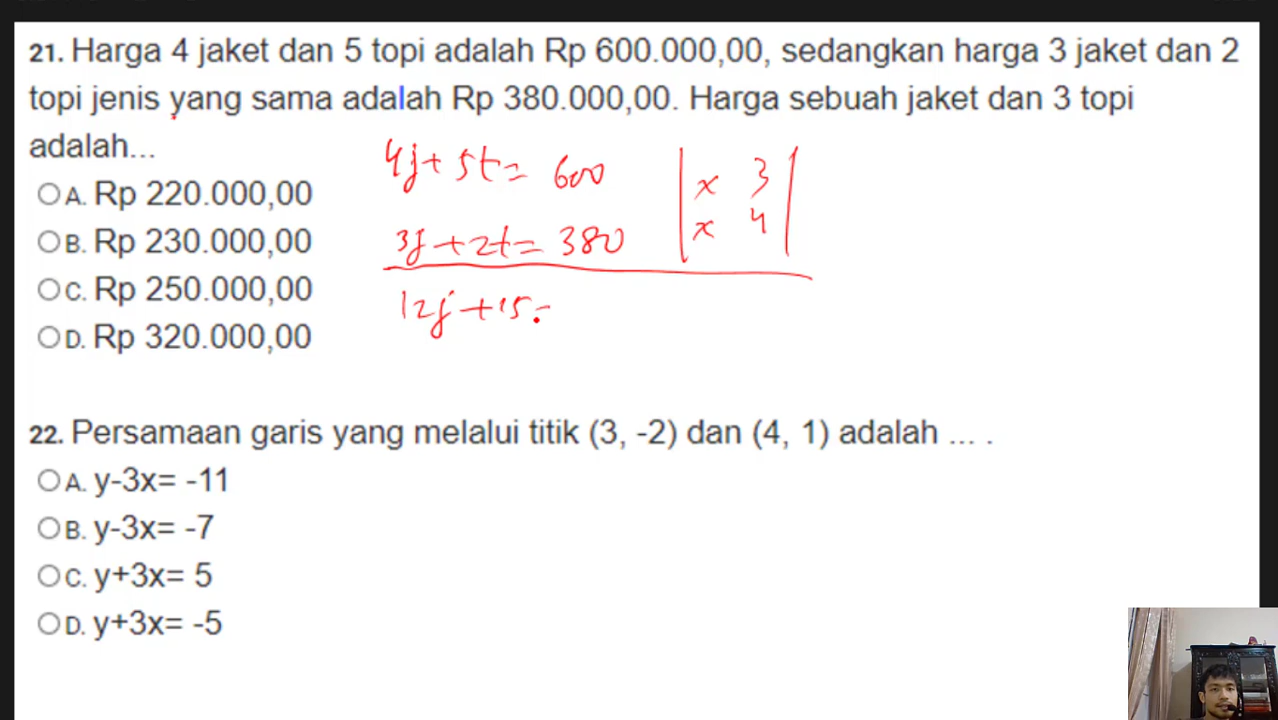 21. Harga 4 jaket dan 5 topi adalah Rp 600.000,00, sedangkan harga 3 jaket dan 2
topi jenis yang sama adalah Rp 380.000,00. Harga sebuah jaket dan 3 topi
adalah...
A. Rp 220.000,00
B. Rp 230.000,00
C. Rp 250.000,00
D. Rp 320.000,00
4j+5t= 600 | x 3 |
3j+2t= 380 | x 4 |
12j+15=
22. Persamaan garis yang melalui titik (3, -2) dan (4, 1) adalah ... .
A. y-3x= -11
B. y-3x= -7
C. y+3x= 5
D. y+3x= -5